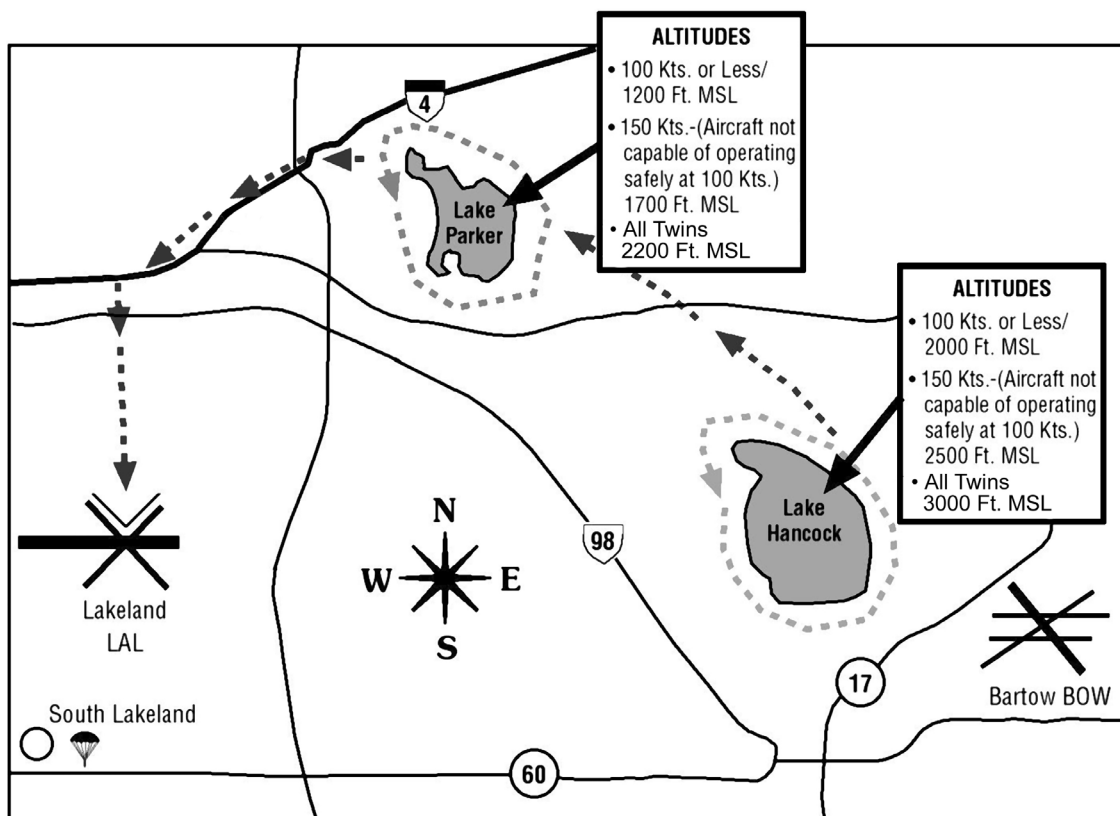 ALTITUDES
• 100 Kts. or Less/
1200 Ft. MSL
• 150 Kts.-(Aircraft not
capable of operating
safely at 100 Kts.)
1700 Ft. MSL
• All Twins
2200 Ft. MSL
4
Lake
Parker
ALTITUDES
• 100 Kts. or Less/
2000 Ft. MSL
• 150 Kts.-(Aircraft not
capable of operating
safely at 100 Kts.)
2500 Ft. MSL
• All Twins
3000 Ft. MSL
Lake
Hancock
N
W E
S
98
Lakeland
LAL
17
Bartow BOW
South Lakeland
60